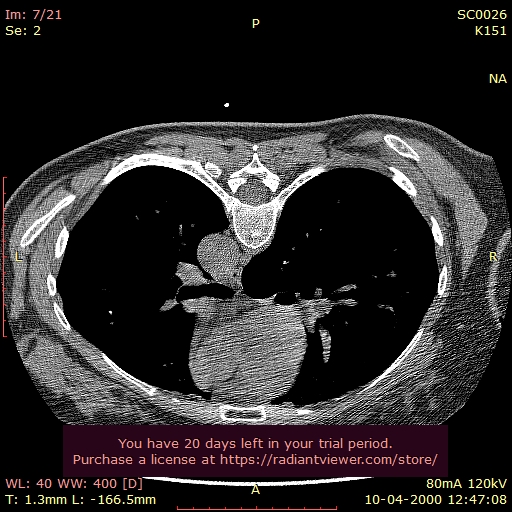 Im: 7/21
Se: 2
P
SC0026
K151
NA
L
R
You have 20 days left in your trial period.
Purchase a license at https://radiantviewer.com/store/
WL: 40 WW: 400 [D]
T: 1.3mm L: -166.5mm
A
80mA 120kV
10-04-2000 12:47:08